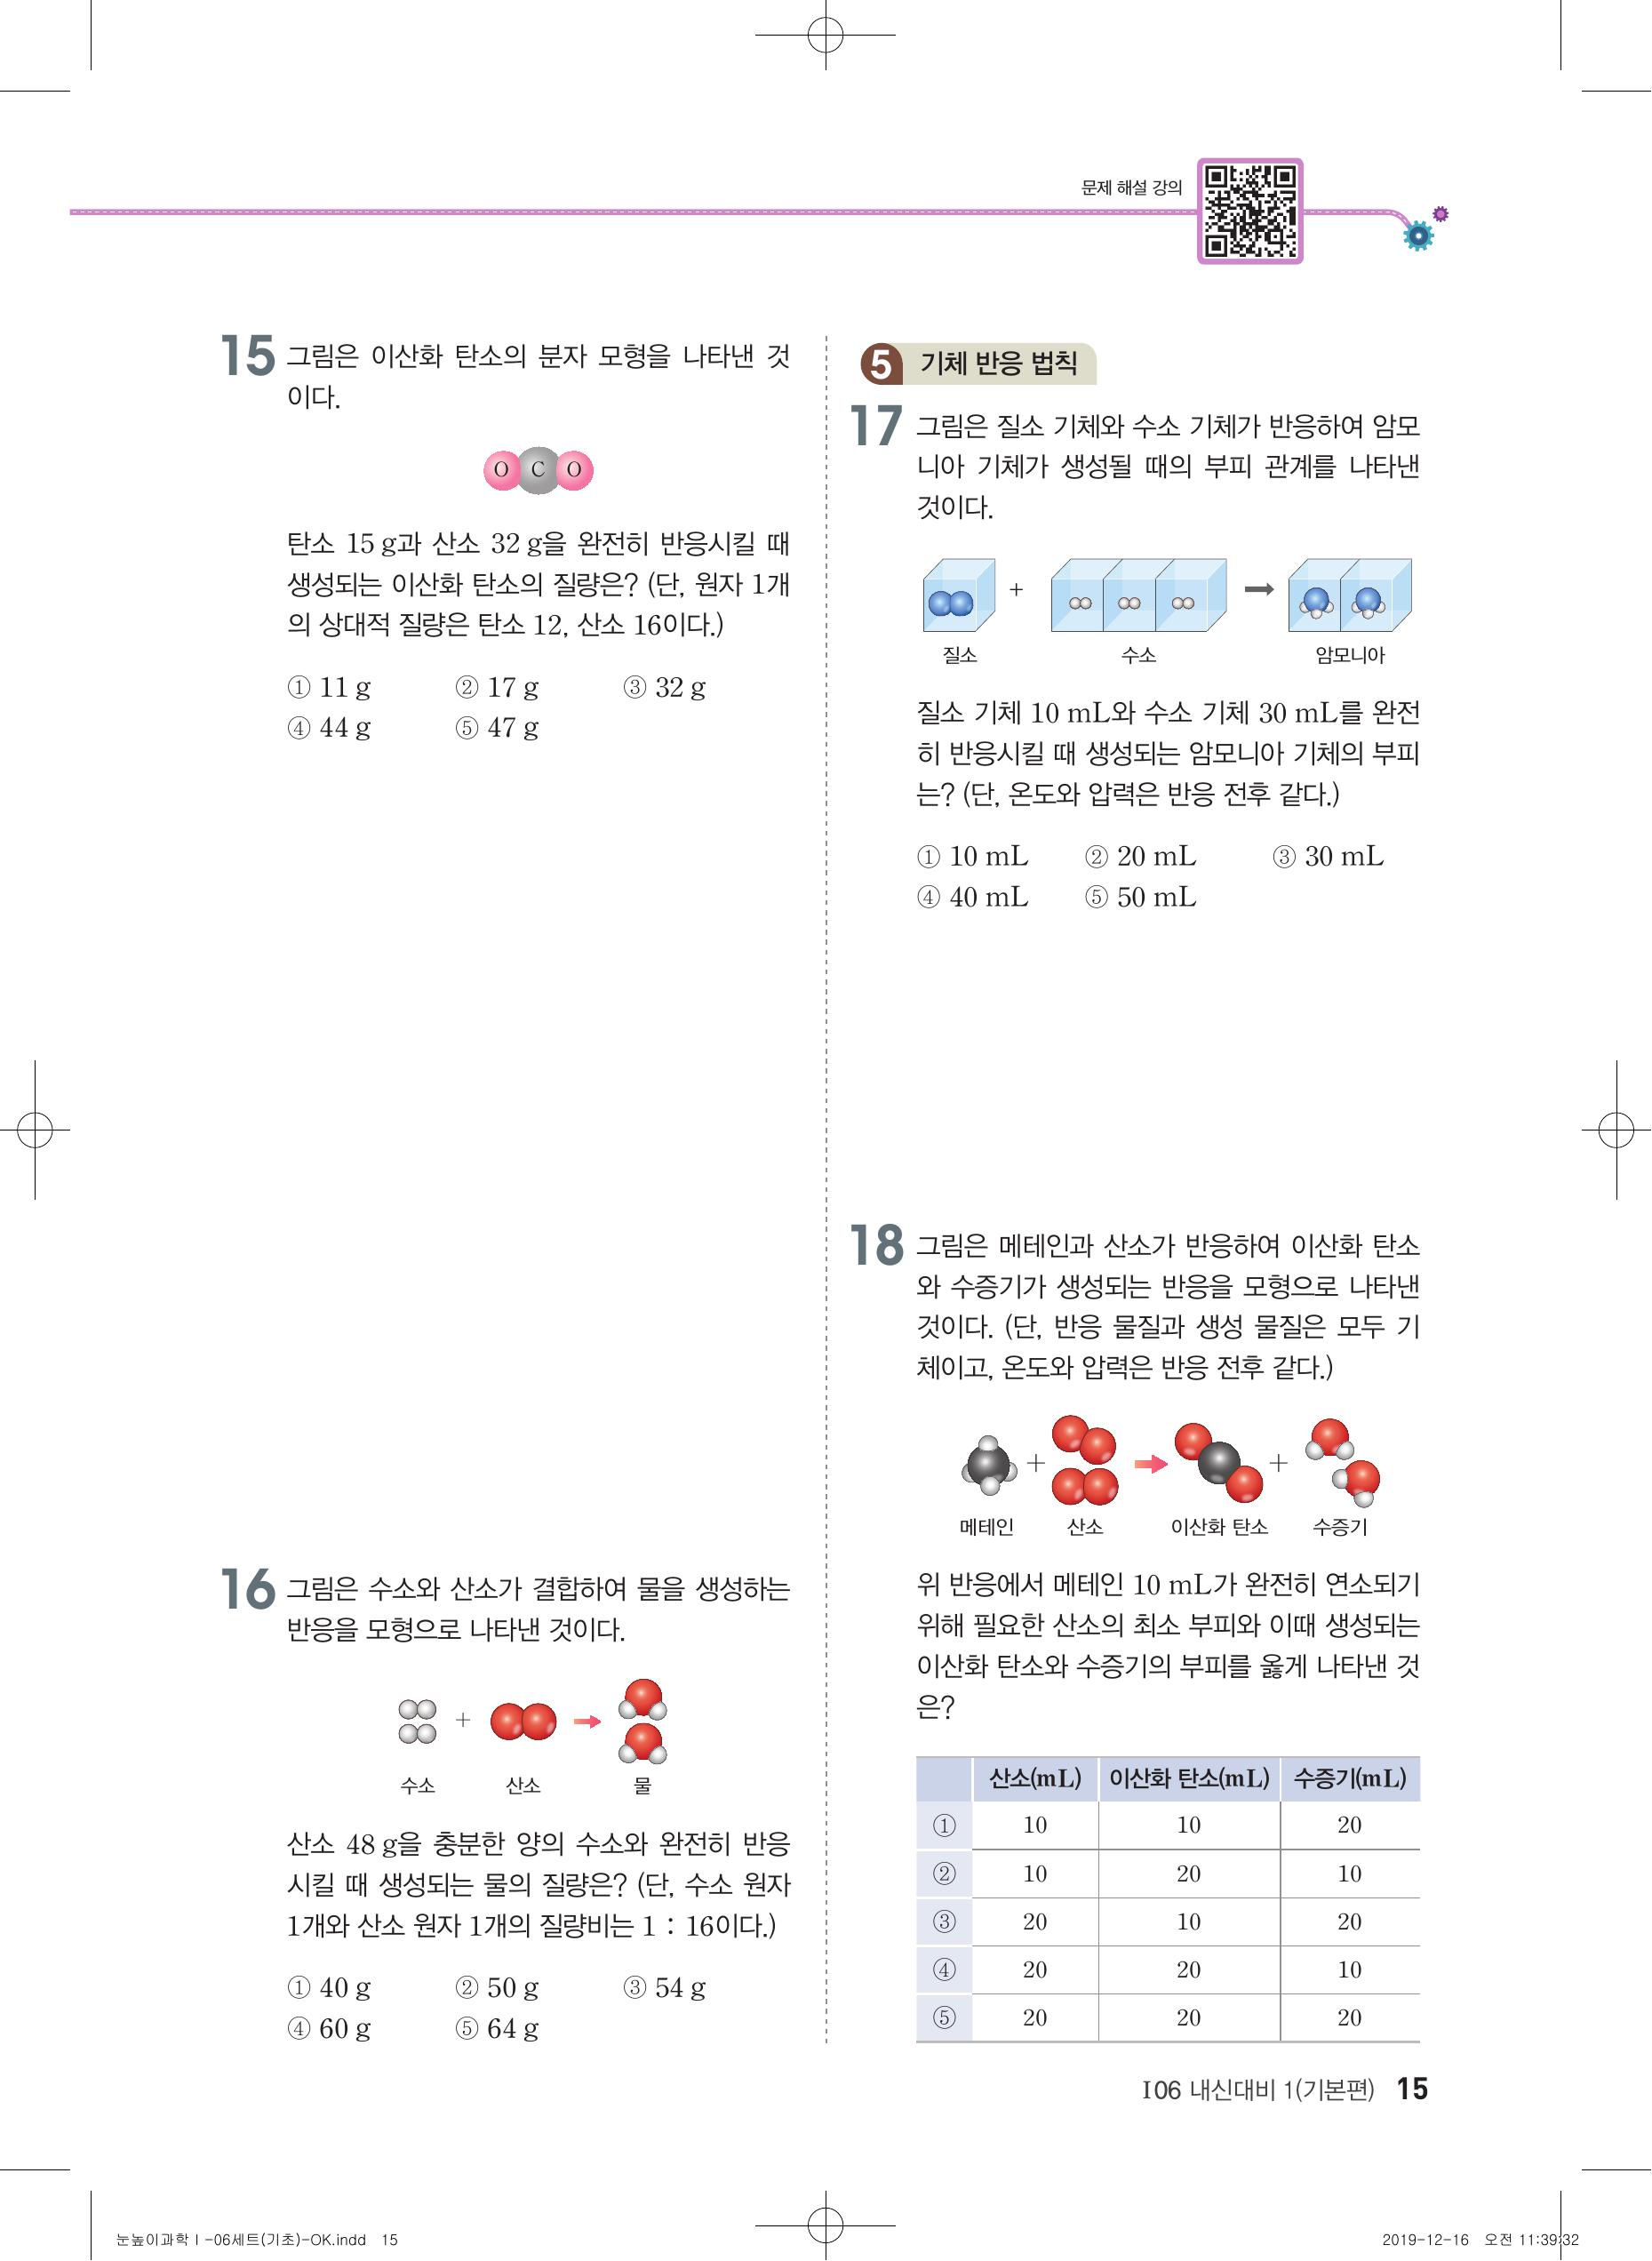 문제 해설 강의
15 그림은 이산화 탄소의 분자 모형을 나타낸 것
이다.
O C O
탄소 15 g과 산소 32 g을 완전히 반응시킬 때
생성되는 이산화 탄소의 질량은? (단, 원자 1개
의 상대적 질량은 탄소 12, 산소 16이다.)
① 11 g ② 17 g ③ 32 g
④ 44 g ⑤ 47 g
16 그림은 수소와 산소가 결합하여 물을 생성하는
반응을 모형으로 나타낸 것이다.
+
수소 산소 물
산소 48 g을 충분한 양의 수소와 완전히 반응
시킬 때 생성되는 물의 질량은? (단, 수소 원자
1개와 산소 원자 1개의 질량비는 1 : 16이다.)
① 40 g ② 50 g ③ 54 g
④ 60 g ⑤ 64 g
5 기체 반응 법칙
17 그림은 질소 기체와 수소 기체가 반응하여 암모
니아 기체가 생성될 때의 부피 관계를 나타낸
것이다.
+
질소 수소 암모니아
질소 기체 10 mL와 수소 기체 30 mL를 완전
히 반응시킬 때 생성되는 암모니아 기체의 부피
는? (단, 온도와 압력은 반응 전후 같다.)
① 10 mL ② 20 mL ③ 30 mL
④ 40 mL ⑤ 50 mL
18 그림은 메테인과 산소가 반응하여 이산화 탄소
와 수증기가 생성되는 반응을 모형으로 나타낸
것이다. (단, 반응 물질과 생성 물질은 모두 기
체이고, 온도와 압력은 반응 전후 같다.)
+ +
메테인 산소 이산화 탄소 수증기
위 반응에서 메테인 10 mL가 완전히 연소되기
위해 필요한 산소의 최소 부피와 이때 생성되는
이산화 탄소와 수증기의 부피를 옳게 나타낸 것
은?
산소(mL) 이산화 탄소(mL) 수증기(mL)
① 10 10 20
② 10 20 10
③ 20 10 20
④ 20 20 10
⑤ 20 20 20
I06 내신대비 1(기본편) 15
눈높이과학 I -06세트(기초)-OK.indd 15 2019-12-16 오전 11:39:32